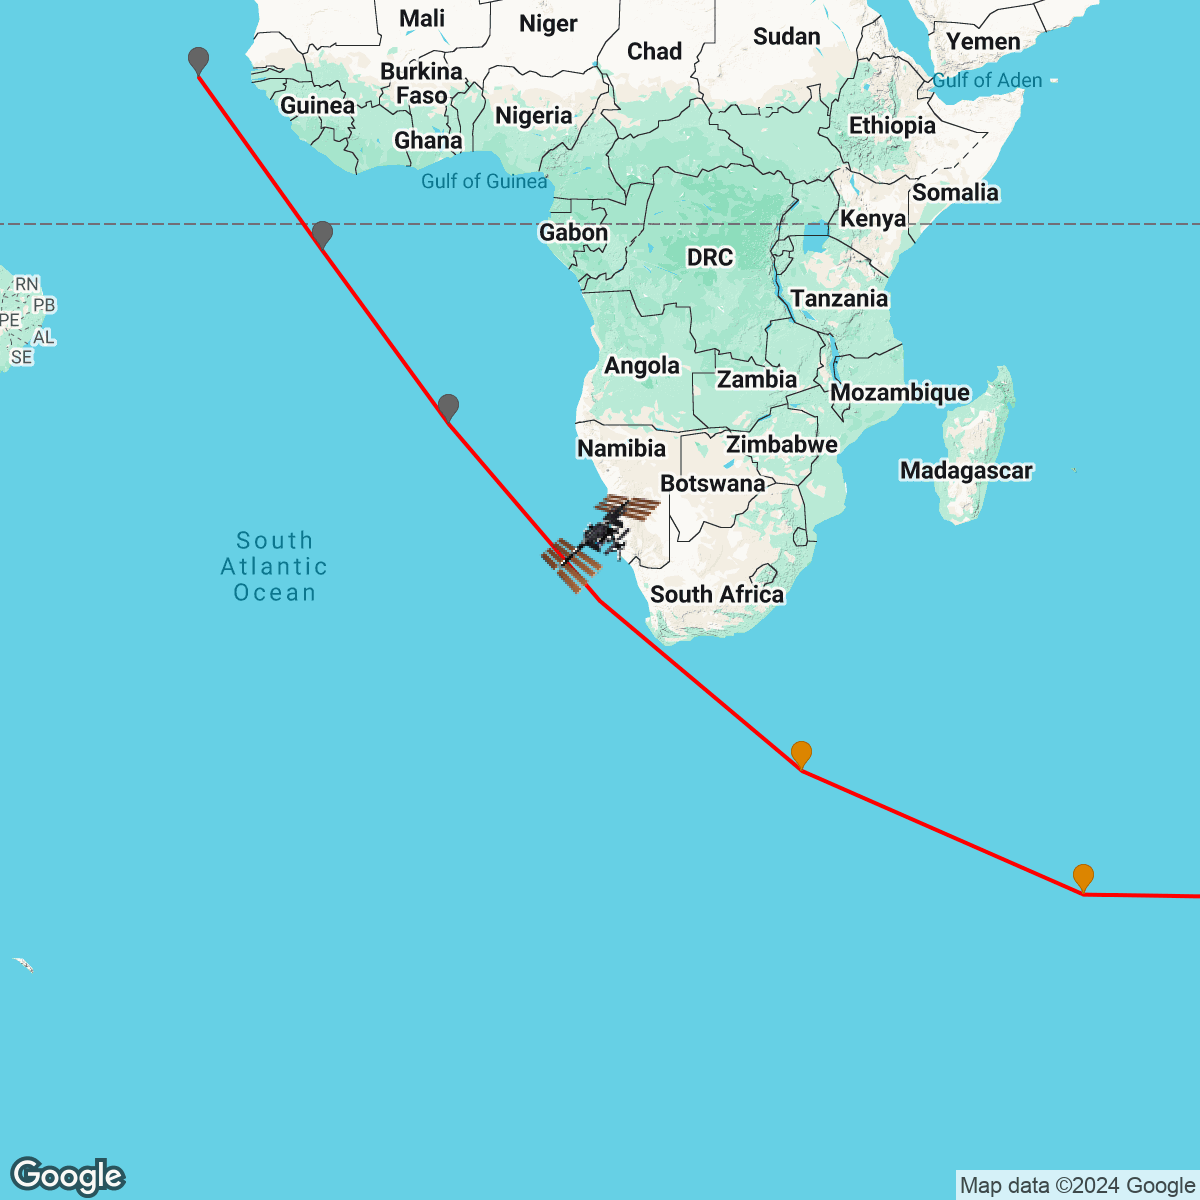 Mali
Niger
Chad
Sudan
Yemen
Gulf of Aden
Burkina
Faso
Guinea
Nigeria
Ethiopia
Ghana
Gulf of Guinea
Somalia
Kenya
Gabon
DRC
RN
PB
PE
AL
SE
Tanzania
Angola
Zambia
Mozambique
Namibia
Zimbabwe
Botswana
Madagascar
South
Atlantic
Ocean
South Africa
Google
Map data ©2024 Google